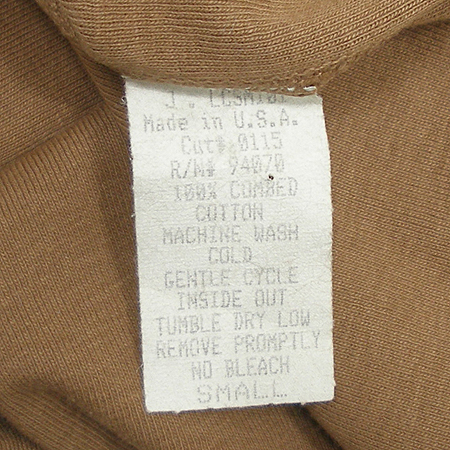 Made in U.S.A.
Cut# 0115
R/N# 94070
100% COMBED
COTTON
MACHINE WASH
COLD
GENTLE CYCLE
INSIDE OUT
TUMBLE DRY LOW
REMOVE PROMPTLY
NO BLEACH
SMALL